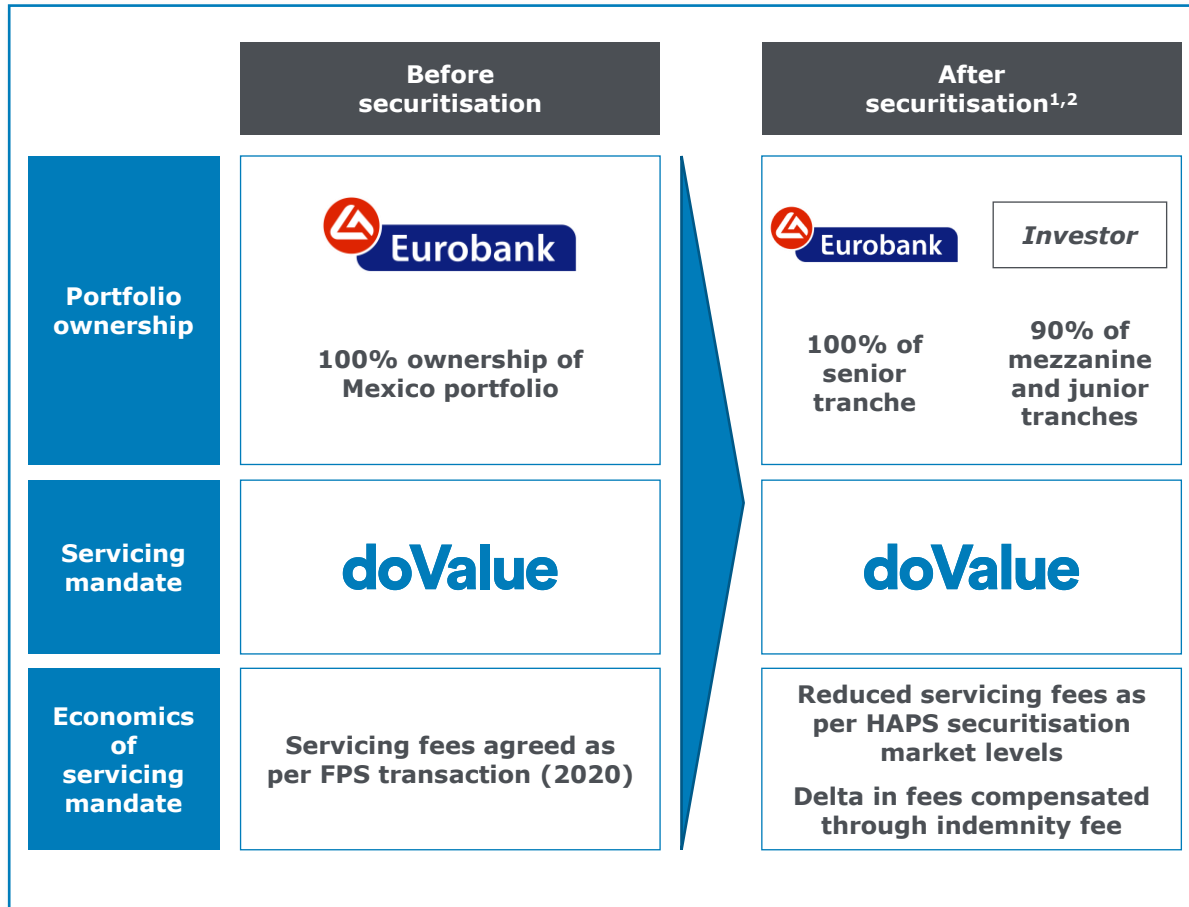 Before
securitisation
After
securitisation1,2
Portfolio
ownership
Eurobank
100% ownership of
Mexico portfolio
Eurobank
100% of
senior
tranche
Investor
90% of
mezzanine
and junior
tranches
Servicing
mandate
doValue
doValue
Economics
of
servicing
mandate
Servicing fees agreed as
per FPS transaction (2020)
Reduced servicing fees as
per HAPS securitisation
market levels
Delta in fees compensated
through indemnity fee